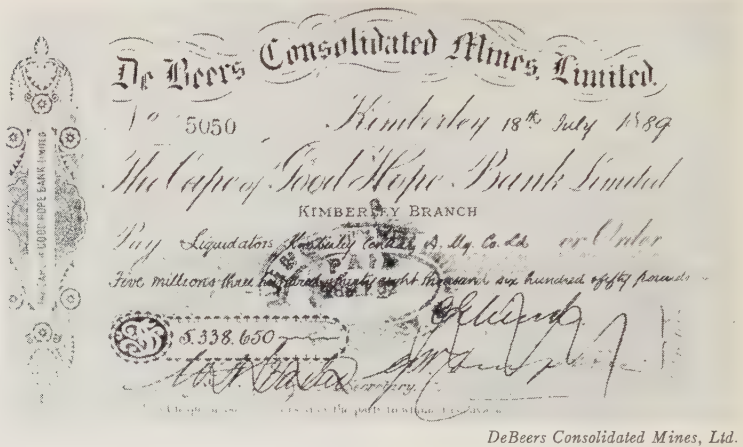 De Beers Consolidated Mines, Limited.
No 5050 Kimberley 18th July 1889
The Cape of Good Hope Bank Limited
KIMBERLEY BRANCH
Pay Liquidators Kimberley Central D. Mg. Co. Ld or Order
PAID
Five millions three hundred thirty eight thousand six hundred & fifty pounds
5.338.650
Secretary.
DeBeers Consolidated Mines, Ltd.